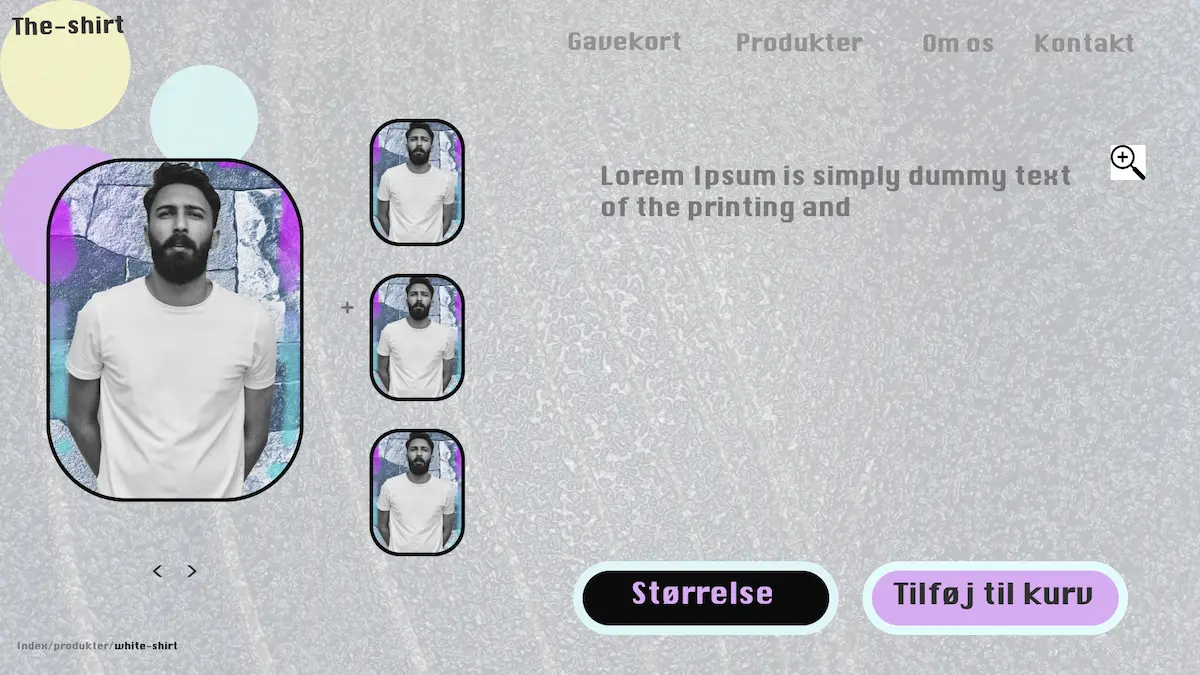 The-shirt
Gavekort
Produkter
Om os
Kontakt
Lorem Ipsum is simply dummy text
of the printing and
+
< >
Størrelse
Tilføj til kurv
Index/produkter/white-shirt